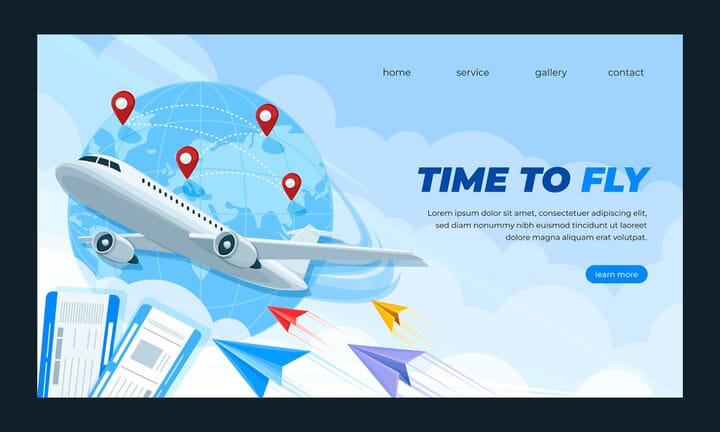 home service gallery contact
TIME TO FLY
Lorem ipsum dolor sit amet, consectetuer adipiscing elit,
sed diam nonummy nibh euismod tincidunt ut laoreet
dolore magna aliquam erat volutpat.
learn more